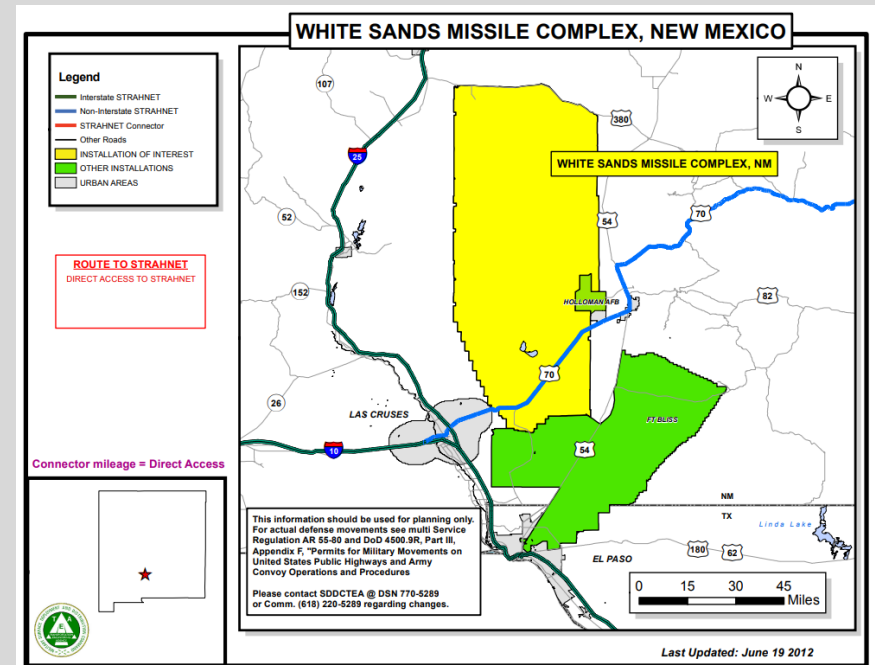 WHITE SANDS MISSILE COMPLEX, NEW MEXICO
Legend
Interstate STRAHNET
Non-Interstate STRAHNET
STRAHNET Connector
Other Roads
INSTALLATION OF INTEREST
OTHER INSTALLATIONS
URBAN AREAS
N
W
E
S
107
380
25
WHITE SANDS MISSILE COMPLEX, NM
52
54
70
ROUTE TO STRAHNET
DIRECT ACCESS TO STRAHNET
152
82
HOLLOMAN AFB
70
26
LAS CRUSES
FT BLISS
10
54
Connector mileage = Direct Access
NM
TX
Linda Lake
This information should be used for planning only.
For actual defense movements see multi Service
Regulation AR 55-80 and DoD 4500.9R, Part III,
Appendix F, "Permits for Military Movements on
United States Public Highways and Army
Convoy Operations and Procedures
Please contact SDDCTEA @ DSN 770-5289
or Comm. (618) 220-5289 regarding changes.
180
62
EL PASO
0 15 30 45
Miles
Last Updated: June 19 2012